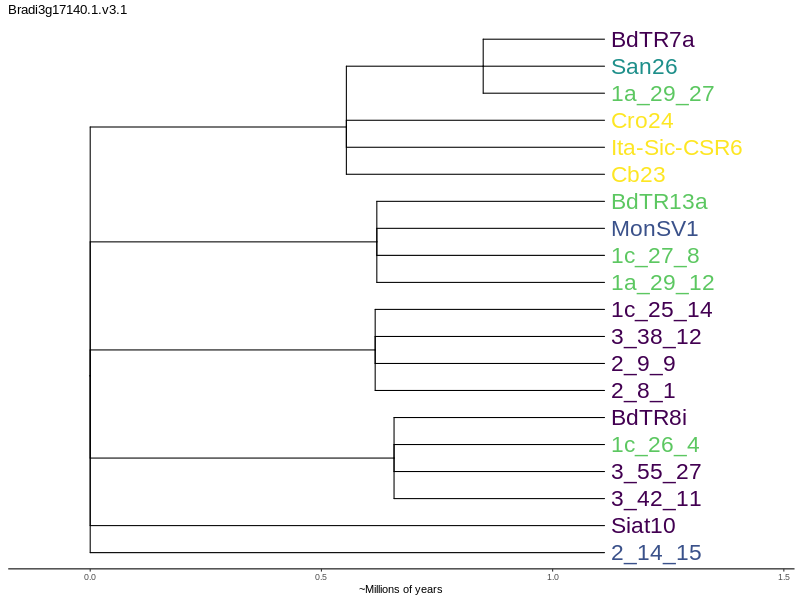 Bradi3g17140.1.v3.1
BdTR7a
San26
1a_29_27
Cro24
Ita-Sic-CSR6
Cb23
BdTR13a
MonSV1
1c_27_8
1a_29_12
1c_25_14
3_38_12
2_9_9
2_8_1
BdTR8i
1c_26_4
3_55_27
3_42_11
Siat10
2_14_15
0.0 0.5 1.0 1.5
~Millions of years